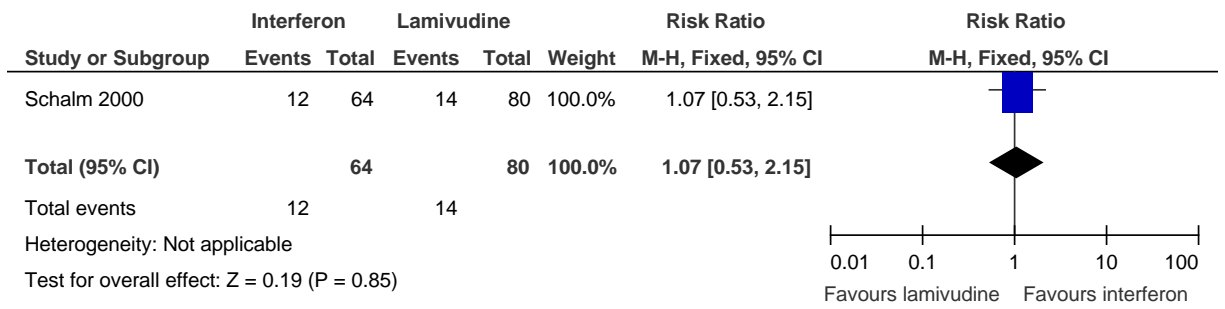 Interferon Lamivudine Risk Ratio Risk Ratio
Study or Subgroup Events Total Events Total Weight M-H, Fixed, 95% CI M-H, Fixed, 95% CI
Schalm 2000 12 64 14 80 100.0% 1.07 [0.53, 2.15]
Total (95% CI) 64 80 100.0% 1.07 [0.53, 2.15]
Total events 12 14
Heterogeneity: Not applicable
Test for overall effect: Z = 0.19 (P = 0.85)
0.01 0.1 1 10 100
Favours lamivudine Favours interferon